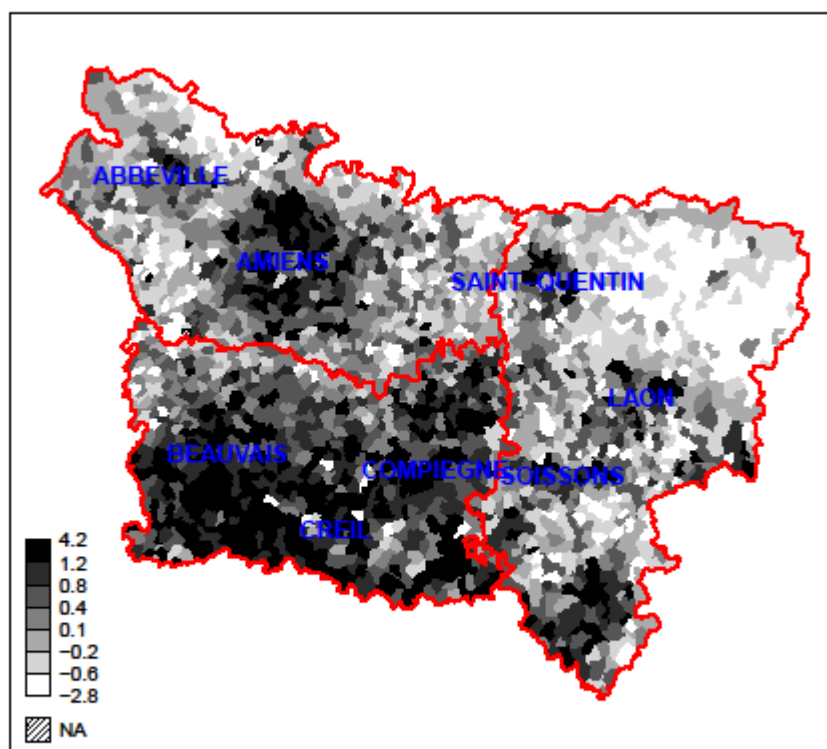 ABBEVILLE
AMIENS
SAINT−QUENTIN
LAON
BEAUVAIS
COMPIEGNE
SOISSONS
CREIL
4.2
1.2
0.8
0.4
0.1
−0.2
−0.6
−2.8
NA